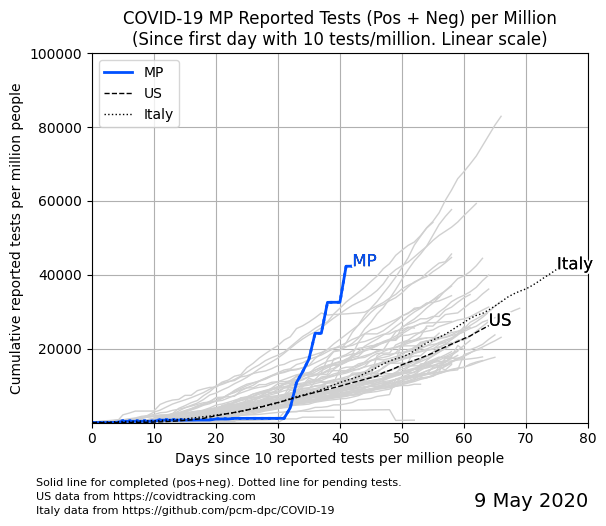 COVID-19 MP Reported Tests (Pos + Neg) per Million
(Since first day with 10 tests/million. Linear scale)
Cumulative reported tests per million people
100000
80000
60000
40000
20000
MP
US
Italy
MP
Italy
US
0 10 20 30 40 50 60 70 80
Days since 10 reported tests per million people
Solid line for completed (pos+neg). Dotted line for pending tests.
US data from https://covidtracking.com
Italy data from https://github.com/pcm-dpc/COVID-19
9 May 2020